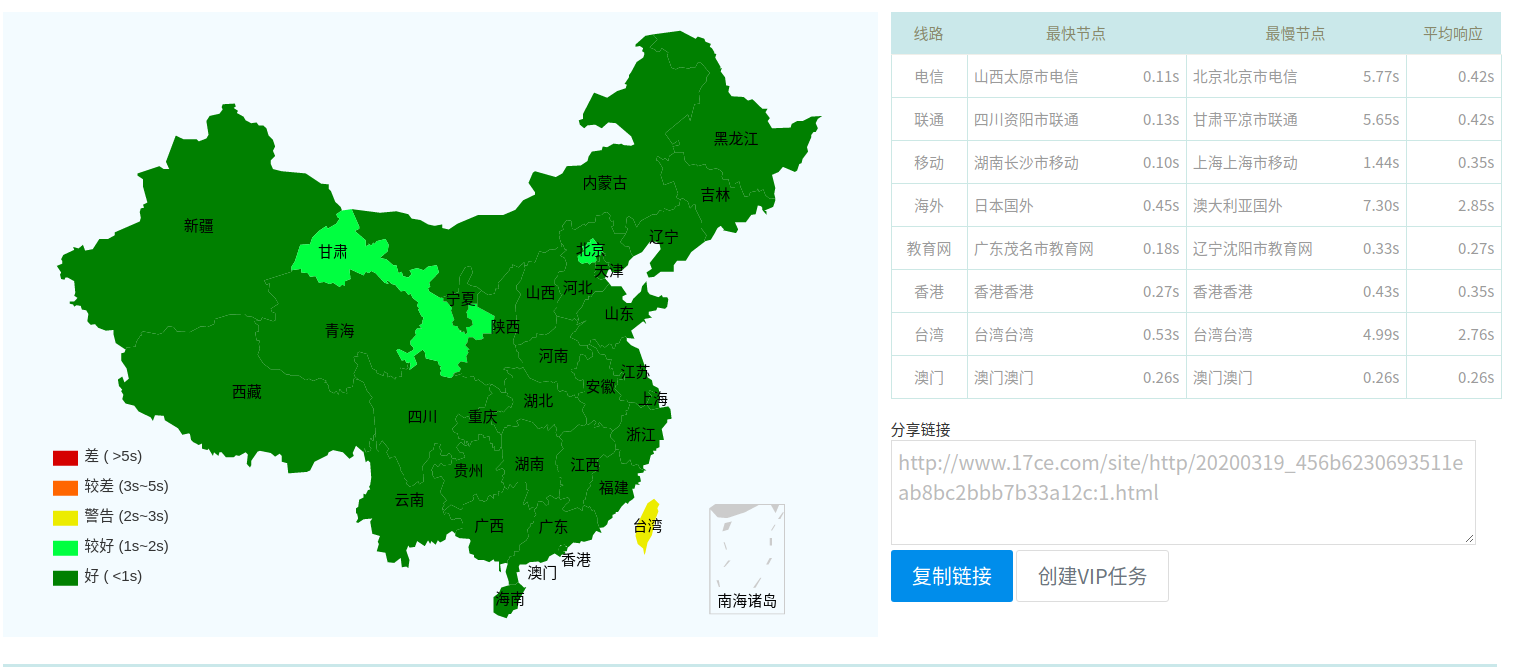 黑龙江
内蒙古
吉林
新疆
辽宁
北京
甘肃
天津
河北
山西
宁夏
山东
陕西
青海
河南
江苏
安徽
西藏
上海
湖北
四川
重庆
浙江
湖南
江西
贵州
福建
云南
广西
广东
台湾
香港
澳门
海南
南海诸岛
差 ( >5s)
较差 (3s~5s)
警告 (2s~3s)
较好 (1s~2s)
好 ( <1s)
线路 最快节点 最慢节点 平均响应
电信 山西太原市电信 0.11s 北京北京市电信 5.77s 0.42s
联通 四川资阳市联通 0.13s 甘肃平凉市联通 5.65s 0.42s
移动 湖南长沙市移动 0.10s 上海上海市移动 1.44s 0.35s
海外 日本国外 0.45s 澳大利亚国外 7.30s 2.85s
教育网 广东茂名市教育网 0.18s 辽宁沈阳市教育网 0.33s 0.27s
香港 香港香港 0.27s 香港香港 0.43s 0.35s
台湾 台湾台湾 0.53s 台湾台湾 4.99s 2.76s
澳门 澳门澳门 0.26s 澳门澳门 0.26s 0.26s
分享链接
http://www.17ce.com/site/http/20200319_456b6230693511e
ab8bc2bbb7b33a12c:1.html
复制链接 创建VIP任务